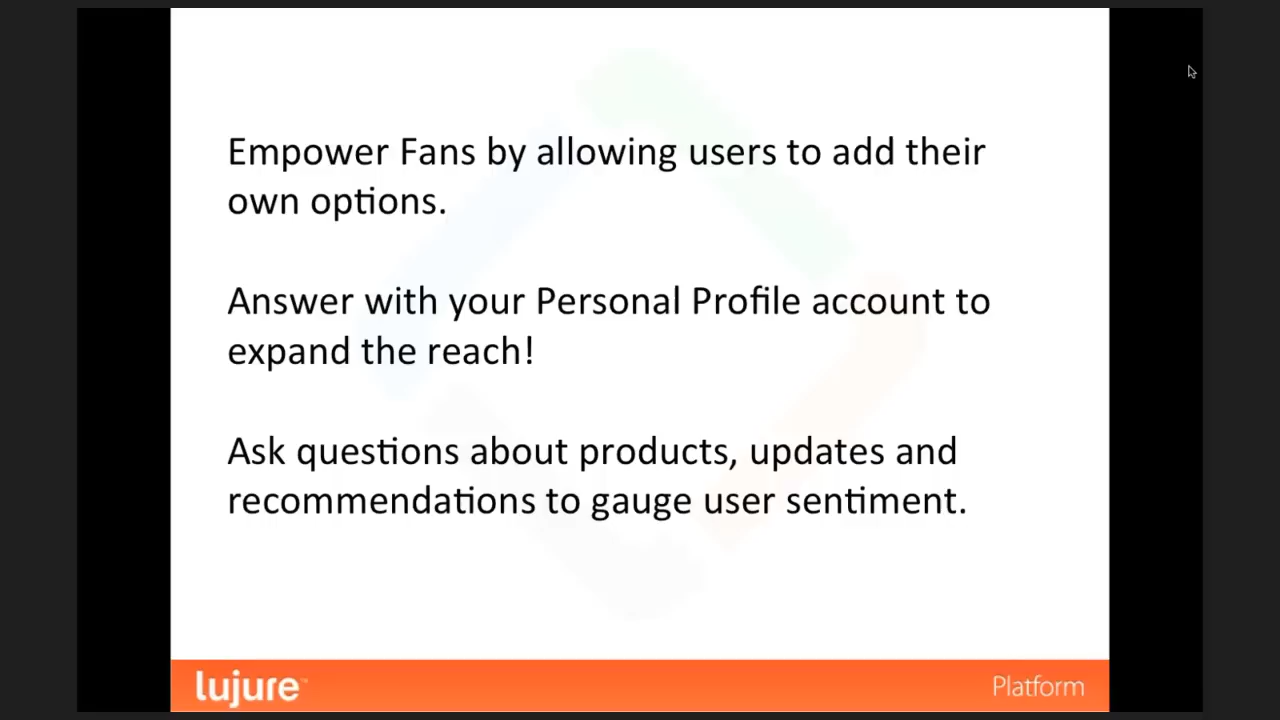 Empower Fans by allowing users to add their
own options.
Answer with your Personal Profile account to
expand the reach!
Ask questions about products, updates and
recommendations to gauge user sentiment.
lujure™
Platform